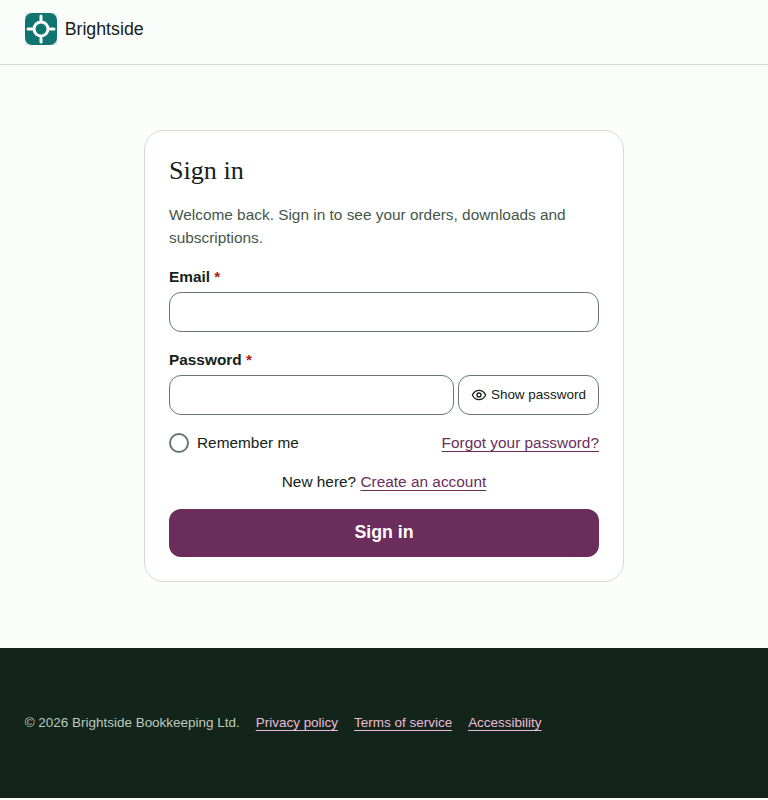 Brightside
Sign in
Welcome back. Sign in to see your orders, downloads and
subscriptions.
Email *
Password *
Show password
Remember me
Forgot your password?
New here? Create an account
Sign in
© 2026 Brightside Bookkeeping Ltd. Privacy policy Terms of service Accessibility